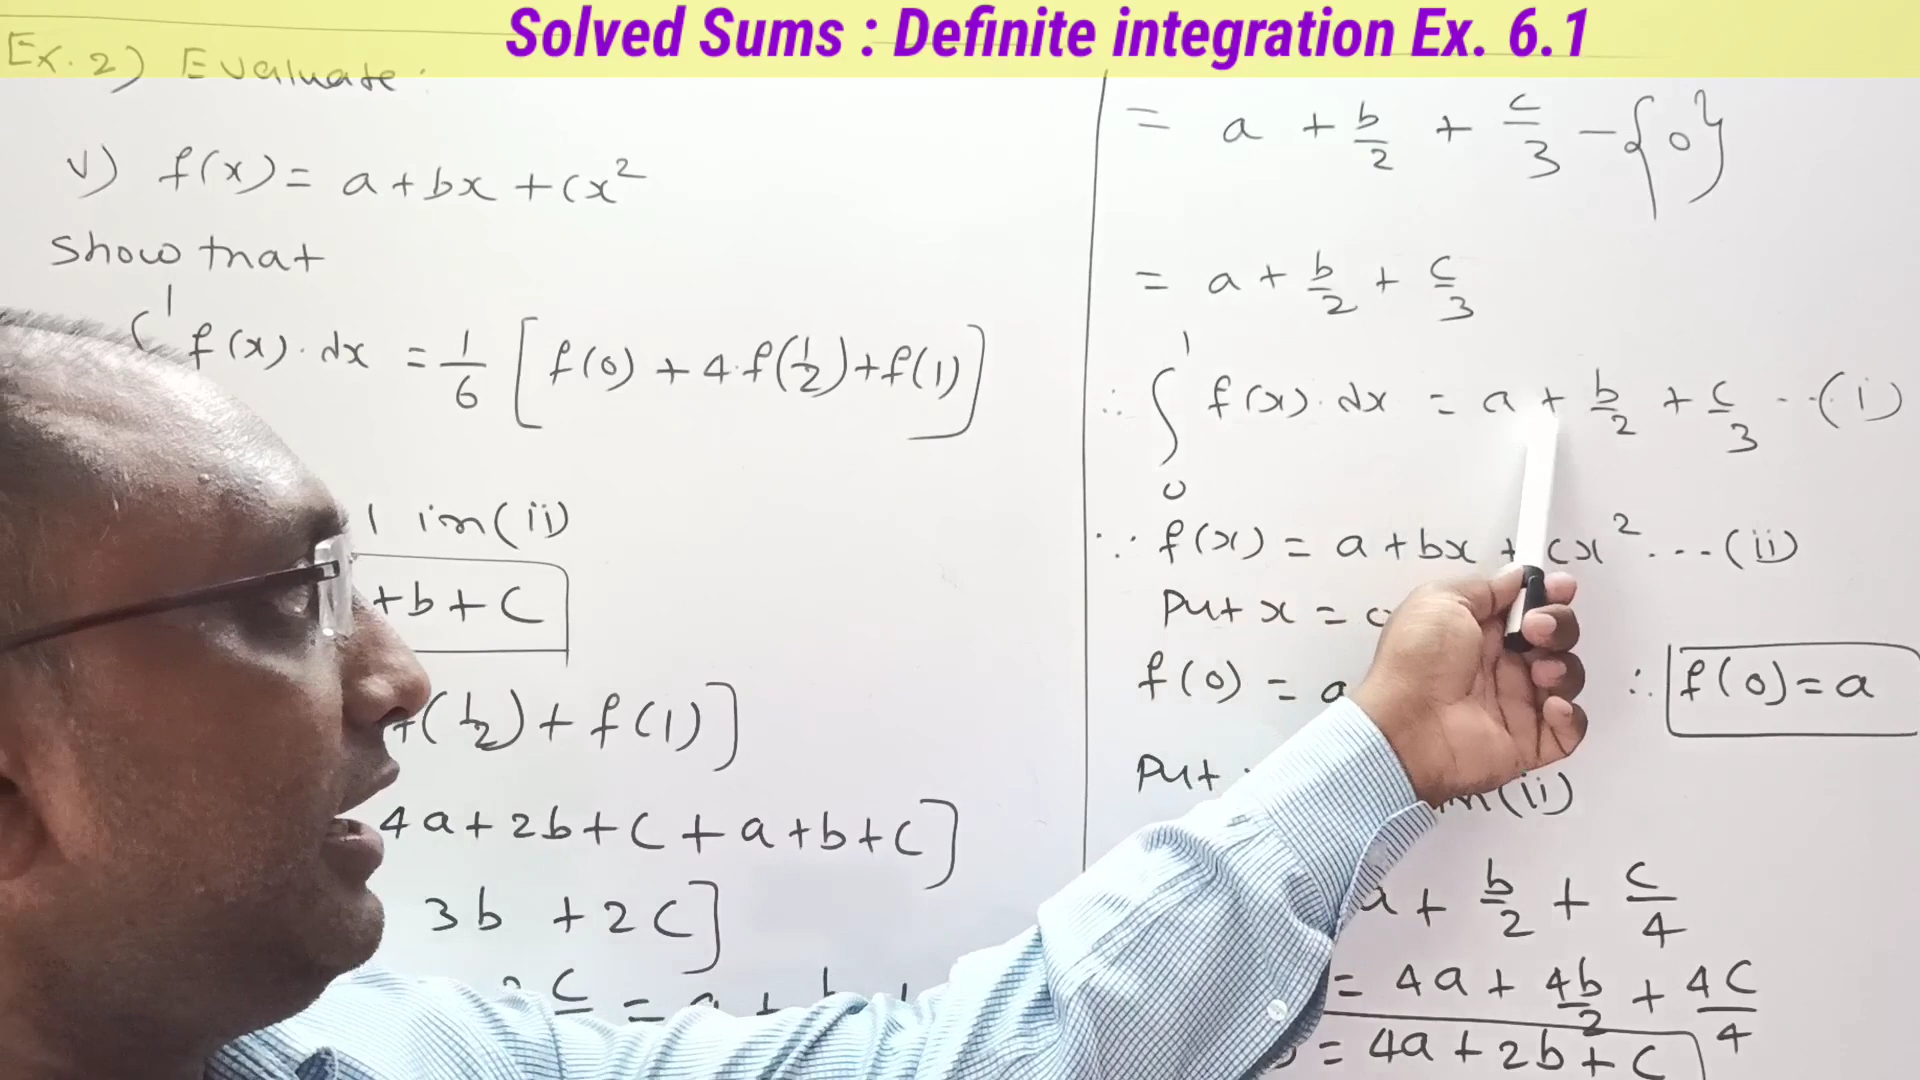 Solved Sums : Definite integration Ex. 6.1
Ex. 2) Evaluate :
v) f(x) = a + bx + cx²
Show that
∫ 1 f(x). dx = 1/6 [f(0) + 4.f(1/2) + f(1)]
1 in (ii)
+ b + C
(1/2) + f(1)]
4a + 2b + C + a + b + C]
3b + 2C]
= a + b/2 + c/3 - {0}
= a + b/2 + c/3
∴ ∫₀¹ f(x). dx = a + b/2 + c/3 ...(i)
∵ f(x) = a + bx + cx² ...(ii)
Put x =
f(0) = a ∴ f(0) = a
Put in (ii)
a + b/2 + c/4
= 4a + 4b/2 + 4C/4
= 4a + 2b + C